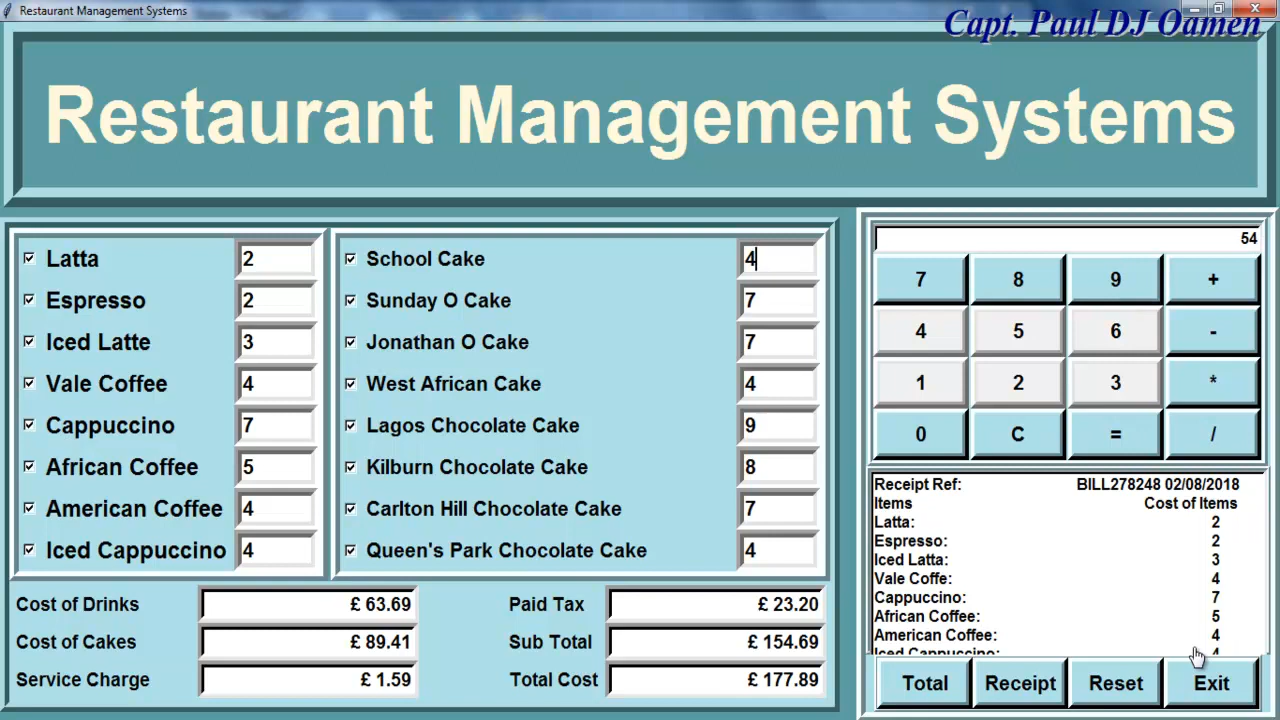 Restaurant Management Systems
Capt. Paul DJ Oamen
Restaurant Management Systems
Latta 2
Espresso 2
Iced Latte 3
Vale Coffee 4
Cappuccino 7
African Coffee 5
American Coffee 4
Iced Cappuccino 4
School Cake 4
Sunday O Cake 7
Jonathan O Cake 7
West African Cake 4
Lagos Chocolate Cake 9
Kilburn Chocolate Cake 8
Carlton Hill Chocolate Cake 7
Queen's Park Chocolate Cake 4
Cost of Drinks £ 63.69
Cost of Cakes £ 89.41
Service Charge £ 1.59
Paid Tax £ 23.20
Sub Total £ 154.69
Total Cost £ 177.89
54
7 8 9 +
4 5 6 -
1 2 3 *
0 C = /
Receipt Ref: BILL278248 02/08/2018
Items Cost of Items
Latta: 2
Espresso: 2
Iced Latta: 3
Vale Coffe: 4
Cappuccino: 7
African Coffee: 5
American Coffee: 4
Iced Cappuccino: 4
Total Receipt Reset Exit